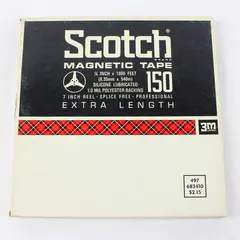 Scotch
BRAND
MAGNETIC TAPE
¼ INCH x 1800 FEET
(6.35mm x 548m)
SILICONE LUBRICATED
1.0 MIL POLYESTER BACKING
150
7 INCH REEL - SPLICE FREE - PROFESSIONAL
EXTRA LENGTH
3M
497
683410
$2.15